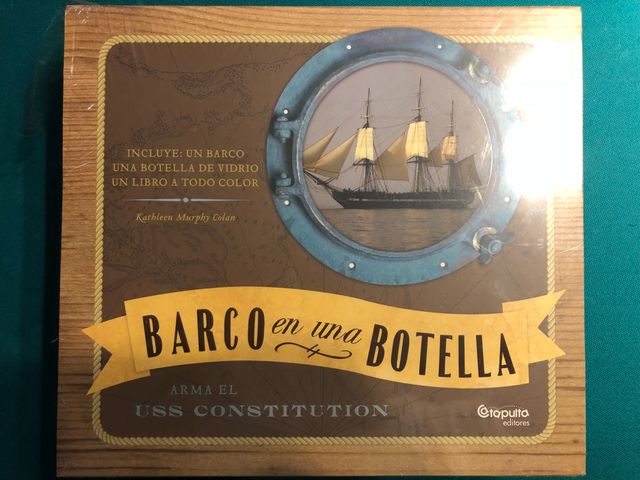 INCLUYE: UN BARCO
UNA BOTELLA DE VIDRIO
UN LIBRO A TODO COLOR
Kathleen Murphy Colan
BARCO en una BOTELLA
ARMA EL
USS CONSTITUTION
Catapulta
editores